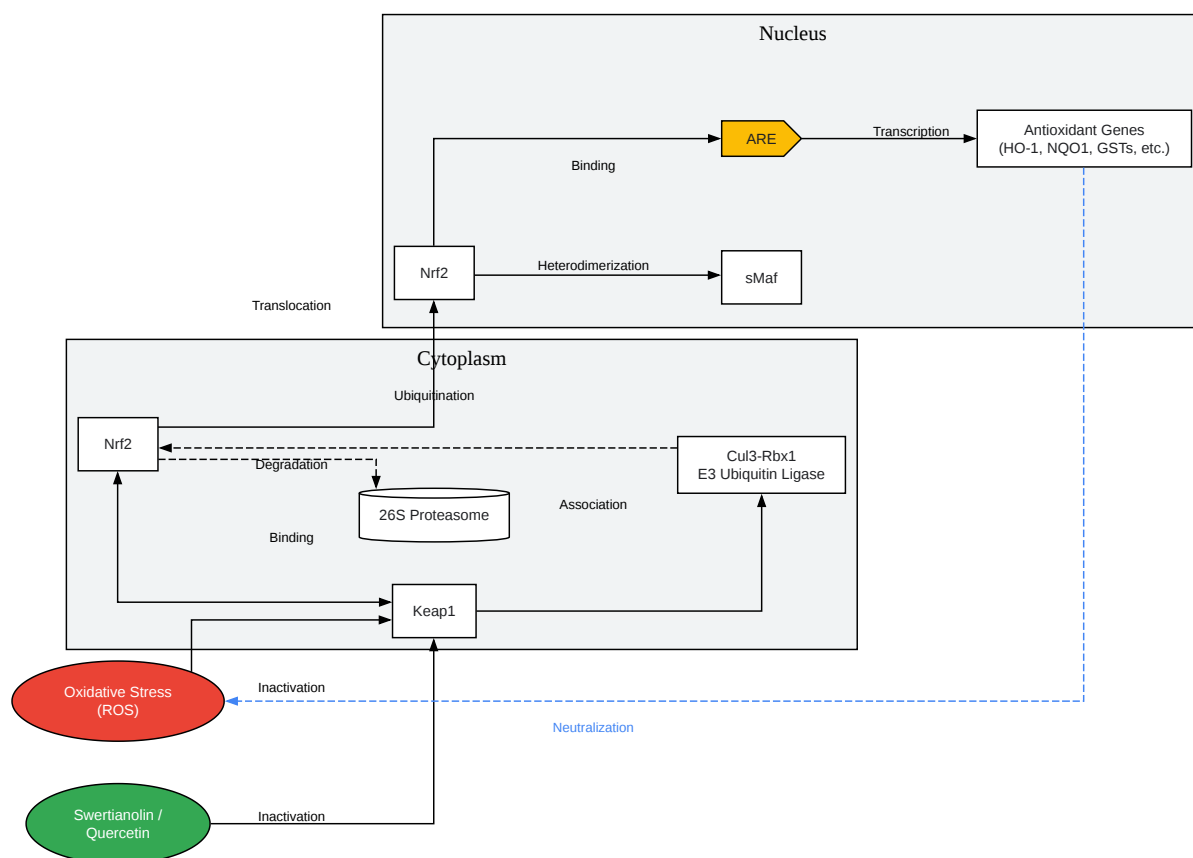 Nucleus
ARE
Transcription
Antioxidant Genes
(HO-1, NQO1, GSTs, etc.)
Binding
Nrf2
Heterodimerization
sMaf
Translocation
Cytoplasm
Ubiquitination
Nrf2
Cul3-Rbx1
E3 Ubiquitin Ligase
Degradation
26S Proteasome
Association
Binding
Keap1
Oxidative Stress
(ROS)
Inactivation
Neutralization
Swertianolin /
Quercetin
Inactivation